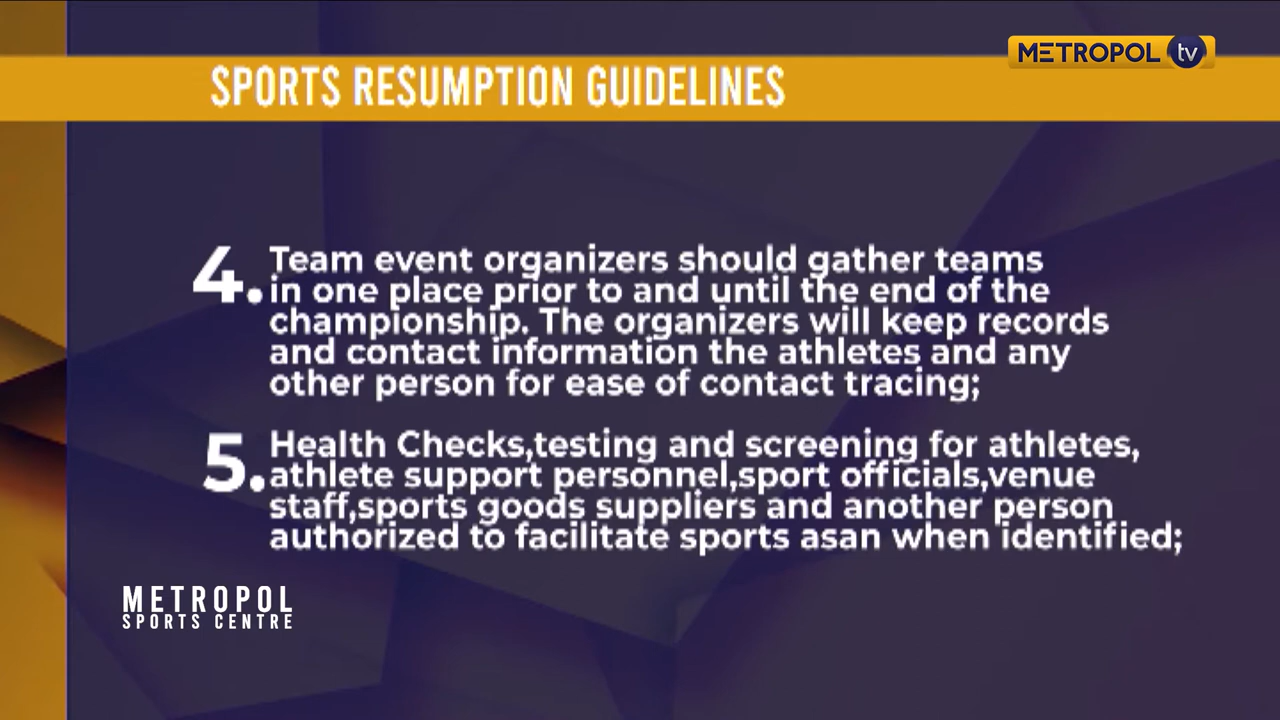 METROPOL tv
SPORTS RESUMPTION GUIDELINES
4. Team event organizers should gather teams
in one place prior to and until the end of the
championship. The organizers will keep records
and contact information the athletes and any
other person for ease of contact tracing;
5. Health Checks,testing and screening for athletes,
athlete support personnel,sport officials,venue
staff,sports goods suppliers and another person
authorized to facilitate sports asan when identified;
METROPOL
SPORTS CENTRE